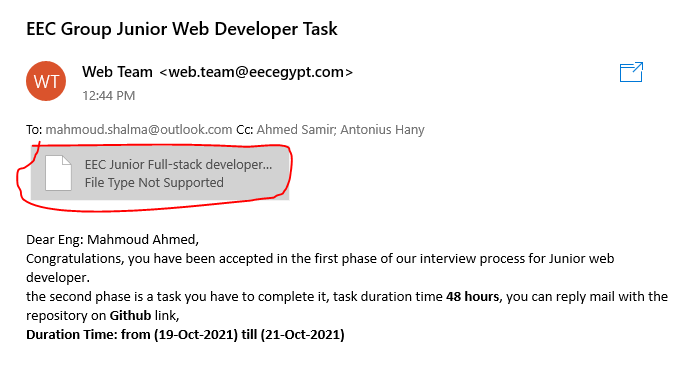 EEC Group Junior Web Developer Task
WT
Web Team <web.team@eecegypt.com>
12:44 PM
To: mahmoud.shalma@outlook.com Cc: Ahmed Samir; Antonius Hany
EEC Junior Full-stack developer...
File Type Not Supported
Dear Eng: Mahmoud Ahmed,
Congratulations, you have been accepted in the first phase of our interview process for Junior web
developer.
the second phase is a task you have to complete it, task duration time 48 hours, you can reply mail with the
repository on Github link,
Duration Time: from (19-Oct-2021) till (21-Oct-2021)